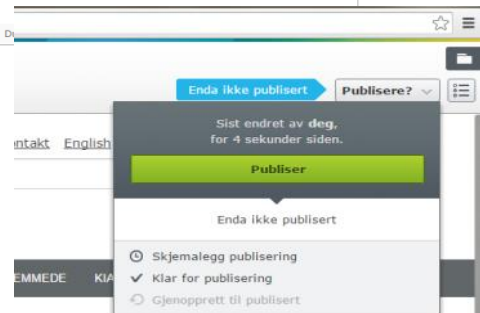 Enda ikke publisert
Publisere?
Sist endret av deg,
for 4 sekunder siden.
ntakt English
Publiser
Enda ikke publisert
Skjemalegg publisering
EMMEDE KIA
Klar for publisering
Gjenopprett til publisert